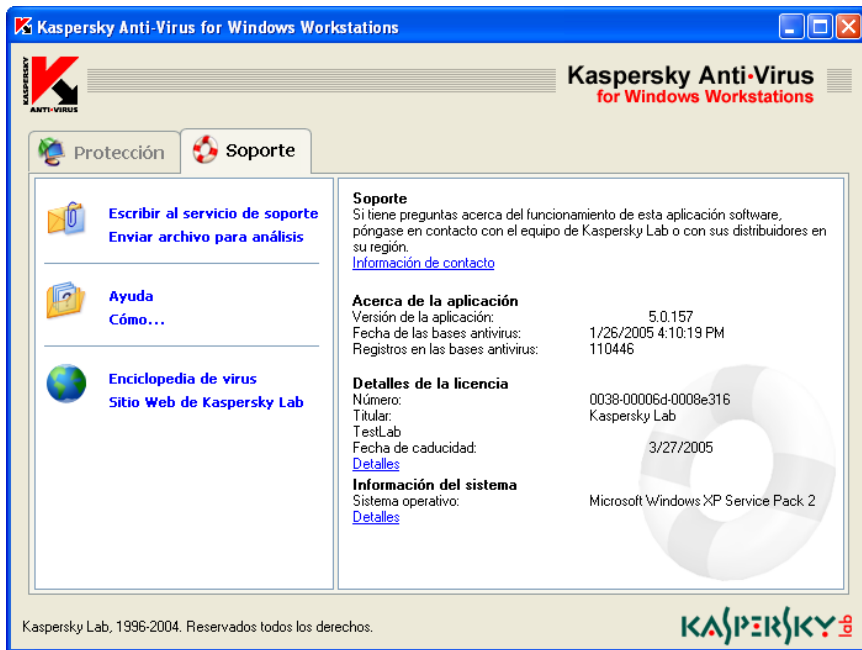 Kaspersky Anti-Virus for Windows Workstations
KASPERSKY
ANTI•VIRUS
Kaspersky Anti•Virus
for Windows Workstations
Protección
Soporte
Escribir al servicio de soporte
Enviar archivo para análisis
Ayuda
Cómo...
Enciclopedia de virus
Sitio Web de Kaspersky Lab
Soporte
Si tiene preguntas acerca del funcionamiento de esta aplicación software,
póngase en contacto con el equipo de Kaspersky Lab o con sus distribuidores en
su región.
Información de contacto
Acerca de la aplicación
Versión de la aplicación: 5.0.157
Fecha de las bases antivirus: 1/26/2005 4:10:19 PM
Registros en las bases antivirus: 110446
Detalles de la licencia
Número: 0038-00006d-0008e316
Titular: Kaspersky Lab
TestLab
Fecha de caducidad: 3/27/2005
Detalles
Información del sistema
Sistema operativo: Microsoft Windows XP Service Pack 2
Detalles
Kaspersky Lab, 1996-2004. Reservados todos los derechos.
KASPERSKY lab